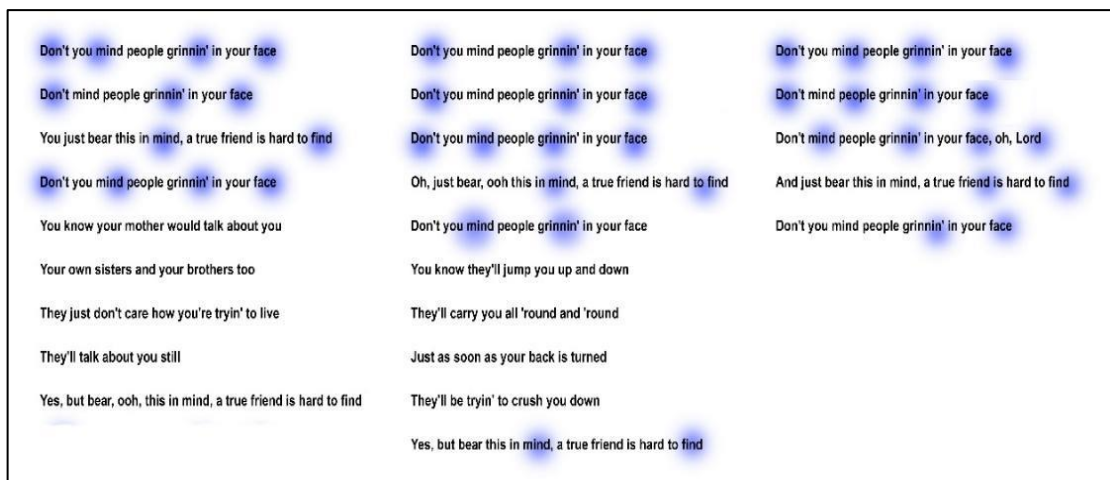 Don't you mind people grinnin' in your face
Don't mind people grinnin' in your face
You just bear this in mind, a true friend is hard to find
Don't you mind people grinnin' in your face
You know your mother would talk about you
Your own sisters and your brothers too
They just don't care how you're tryin' to live
They'll talk about you still
Yes, but bear, ooh, this in mind, a true friend is hard to find
Don't you mind people grinnin' in your face
Don't you mind people grinnin' in your face
Don't you mind people grinnin' in your face
Oh, just bear, ooh this in mind, a true friend is hard to find
Don't you mind people grinnin' in your face
You know they'll jump you up and down
They'll carry you all 'round and 'round
Just as soon as your back is turned
They'll be tryin' to crush you down
Yes, but bear this in mind, a true friend is hard to find
Don't you mind people grinnin' in your face
Don't mind people grinnin' in your face
Don't mind people grinnin' in your face, oh, Lord
And just bear this in mind, a true friend is hard to find
Don't you mind people grinnin' in your face